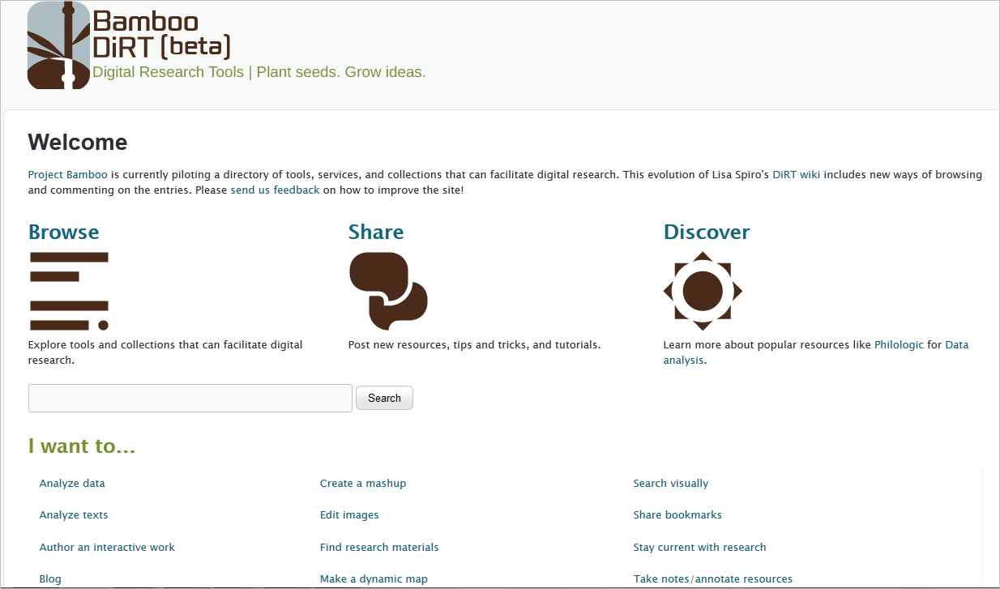 Bamboo
DiRT (beta)
Digital Research Tools | Plant seeds. Grow ideas.
Welcome
Project Bamboo is currently piloting a directory of tools, services, and collections that can facilitate digital research. This evolution of Lisa Spiro's DiRT wiki includes new ways of browsing
and commenting on the entries. Please send us feedback on how to improve the site!
Browse
Explore tools and collections that can facilitate digital
research.
Share
Post new resources, tips and tricks, and tutorials.
Discover
Learn more about popular resources like Philologic for Data
analysis.
Search
I want to...
Analyze data
Create a mashup
Search visually
Analyze texts
Edit images
Share bookmarks
Author an interactive work
Find research materials
Stay current with research
Blog
Make a dynamic map
Take notes/annotate resources